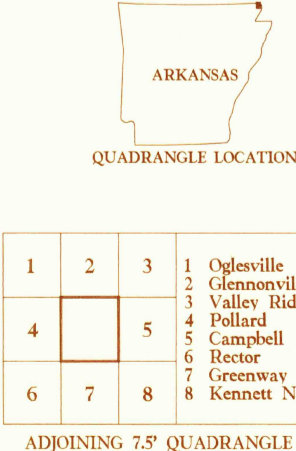 ARKANSAS
QUADRANGLE LOCATION
1 2 3
4 5
6 7 8
1 Oglesville
2 Glennonvil
3 Valley Rid
4 Pollard
5 Campbell
6 Rector
7 Greenway
8 Kennett N
ADJOINING 7.5' QUADRANGLE